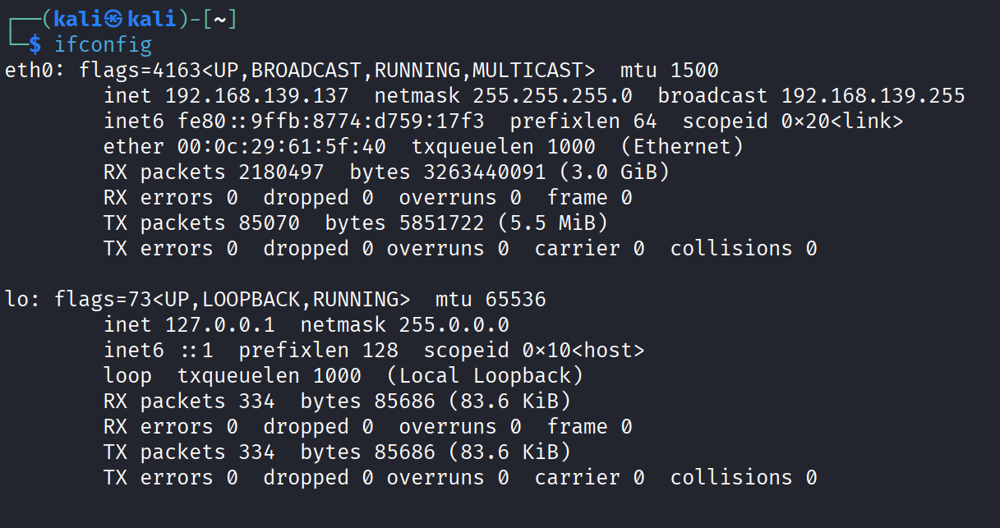 ┌──(kali㉿kali)-[~]
└─$ ifconfig
eth0: flags=4163<UP,BROADCAST,RUNNING,MULTICAST>  mtu 1500
        inet 192.168.139.137  netmask 255.255.255.0  broadcast 192.168.139.255
        inet6 fe80::9ffb:8774:d759:17f3  prefixlen 64  scopeid 0x20<link>
        ether 00:0c:29:61:5f:40  txqueuelen 1000  (Ethernet)
        RX packets 2180497  bytes 3263440091 (3.0 GiB)
        RX errors 0  dropped 0  overruns 0  frame 0
        TX packets 85070  bytes 5851722 (5.5 MiB)
        TX errors 0  dropped 0 overruns 0  carrier 0  collisions 0

lo: flags=73<UP,LOOPBACK,RUNNING>  mtu 65536
        inet 127.0.0.1  netmask 255.0.0.0
        inet6 ::1  prefixlen 128  scopeid 0x10<host>
        loop  txqueuelen 1000  (Local Loopback)
        RX packets 334  bytes 85686 (83.6 KiB)
        RX errors 0  dropped 0  overruns 0  frame 0
        TX packets 334  bytes 85686 (83.6 KiB)
        TX errors 0  dropped 0 overruns 0  carrier 0  collisions 0